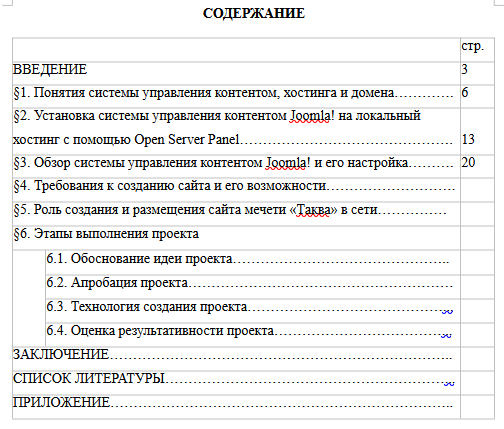 СОДЕРЖАНИЕ
стр.
ВВЕДЕНИЕ 3
§1. Понятия системы управления контентом, хостинга и домена…………. 6
§2. Установка системы управления контентом Joomla! на локальный
хостинг с помощью Open Server Panel………………………………………. 13
§3. Обзор системы управления контентом Joomla! и его настройка………. 20
§4. Требования к созданию сайта и его возможности………………………
§5. Роль создания и размещения сайта мечети «Таква» в сети……………
§6. Этапы выполнения проекта
6.1. Обоснование идеи проекта…………………………………..
6.2. Апробация проекта……………………………………………
6.3. Технология создания проекта…………………………………
6.4. Оценка результативности проекта……………………………
ЗАКЛЮЧЕНИЕ…………………………………………………………..
СПИСОК ЛИТЕРАТУРЫ…………………………………………………
ПРИЛОЖЕНИЕ…………………………………………………………..